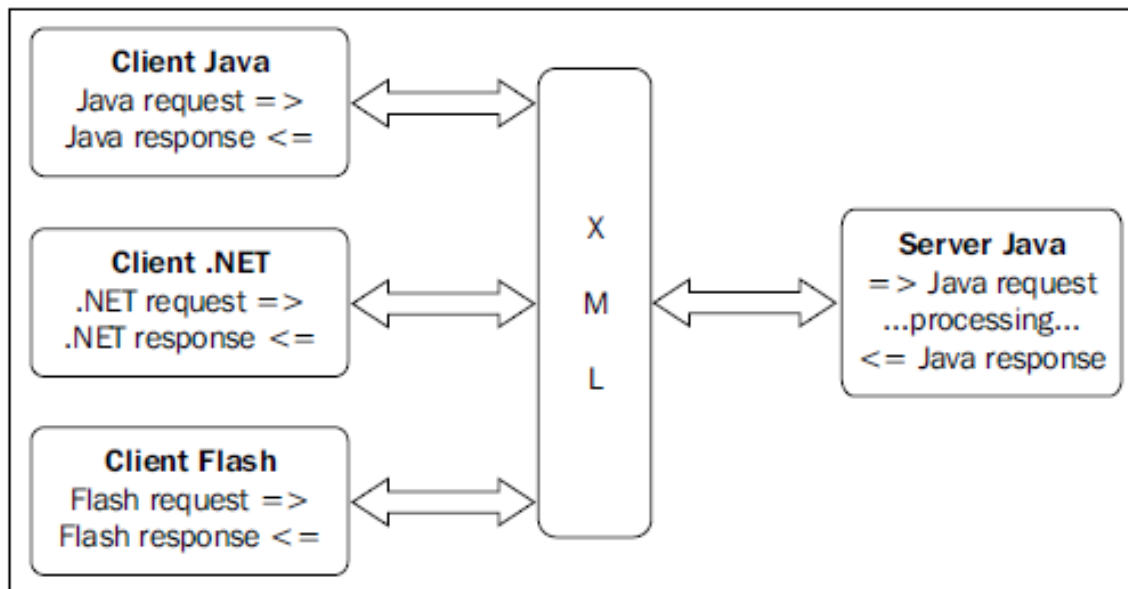 Client Java
Java request = >
Java response < =
Client .NET
.NET request = >
.NET response < =
Client Flash
Flash request = >
Flash response < =
X
M
L
Server Java
= > Java request
...processing...
< = Java response